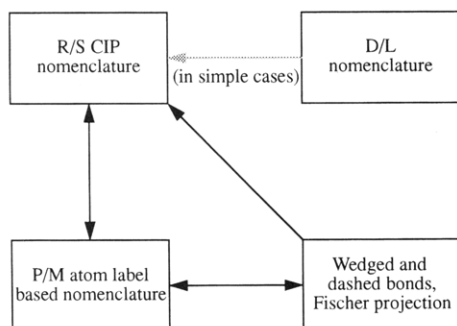 R/S CIP
nomenclature
D/L
nomenclature
(in simple cases)
P/M atom label
based nomenclature
Wedged and
dashed bonds,
Fischer projection